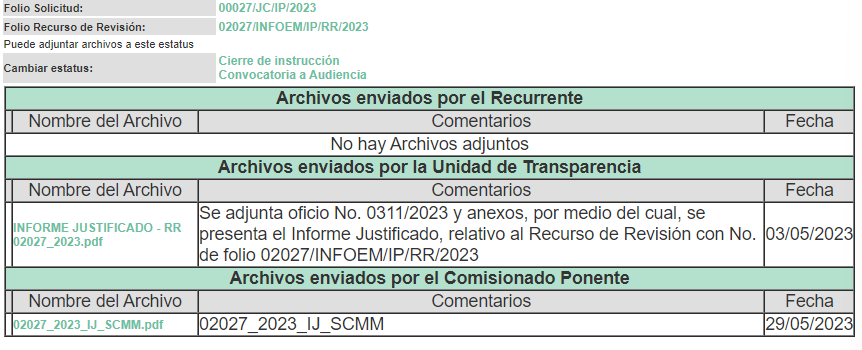 Folio Solicitud: 00027/JC/IP/2023
Folio Recurso de Revisión: 02027/INFOEM/IP/RR/2023
Puede adjuntar archivos a este estatus
Cambiar estatus: Cierre de instrucción
Convocatoria a Audiencia
Archivos enviados por el Recurrente
Nombre del Archivo Comentarios Fecha
No hay Archivos adjuntos
Archivos enviados por la Unidad de Transparencia
Nombre del Archivo Comentarios Fecha
INFORME JUSTIFICADO - RR 02027_2023.pdf
Se adjunta oficio No. 0311/2023 y anexos, por medio del cual, se
presenta el Informe Justificado, relativo al Recurso de Revisión con No.
de folio 02027/INFOEM/IP/RR/2023
03/05/2023
Archivos enviados por el Comisionado Ponente
Nombre del Archivo Comentarios Fecha
02027_2023_IJ_SCMM.pdf 02027_2023_IJ_SCMM 29/05/2023